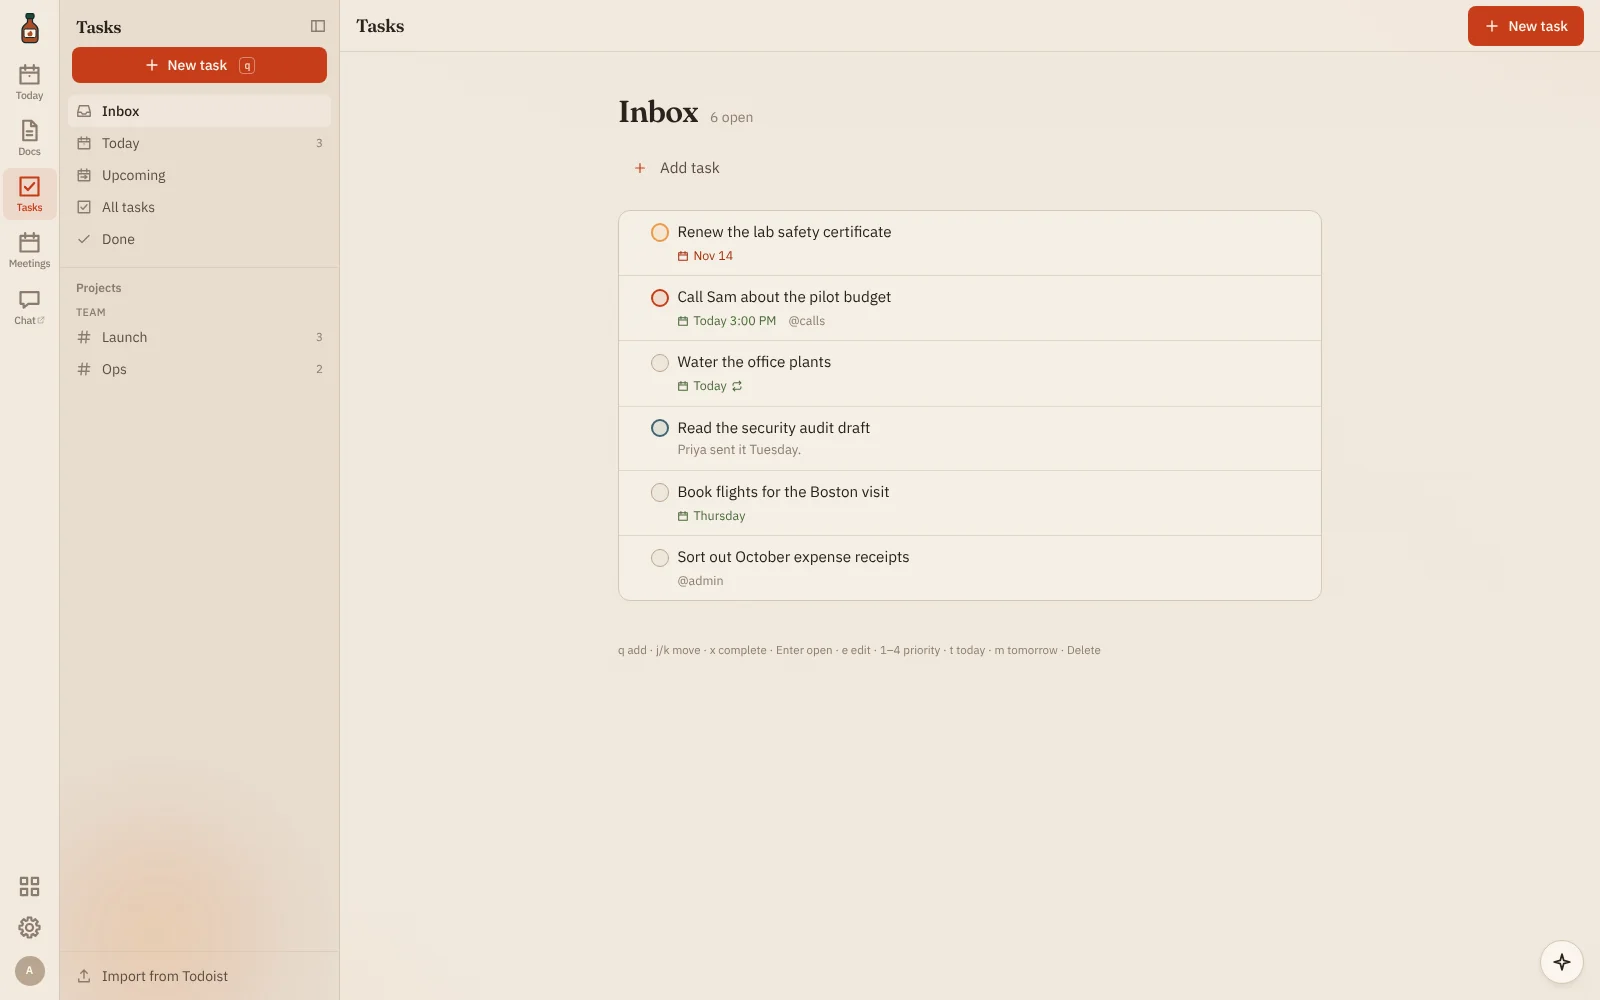 Today
Docs
Tasks
Meetings
Chat
A
Tasks
New task q
Inbox
Today 3
Upcoming
All tasks
Done
Projects
TEAM
Launch 3
Ops 2
Import from Todoist
Tasks
New task
Inbox 6 open
Add task
Renew the lab safety certificate
Nov 14
Call Sam about the pilot budget
Today 3:00 PM @calls
Water the office plants
Today
Read the security audit draft
Priya sent it Tuesday.
Book flights for the Boston visit
Thursday
Sort out October expense receipts
@admin
q add · j/k move · x complete · Enter open · e edit · 1–4 priority · t today · m tomorrow · Delete